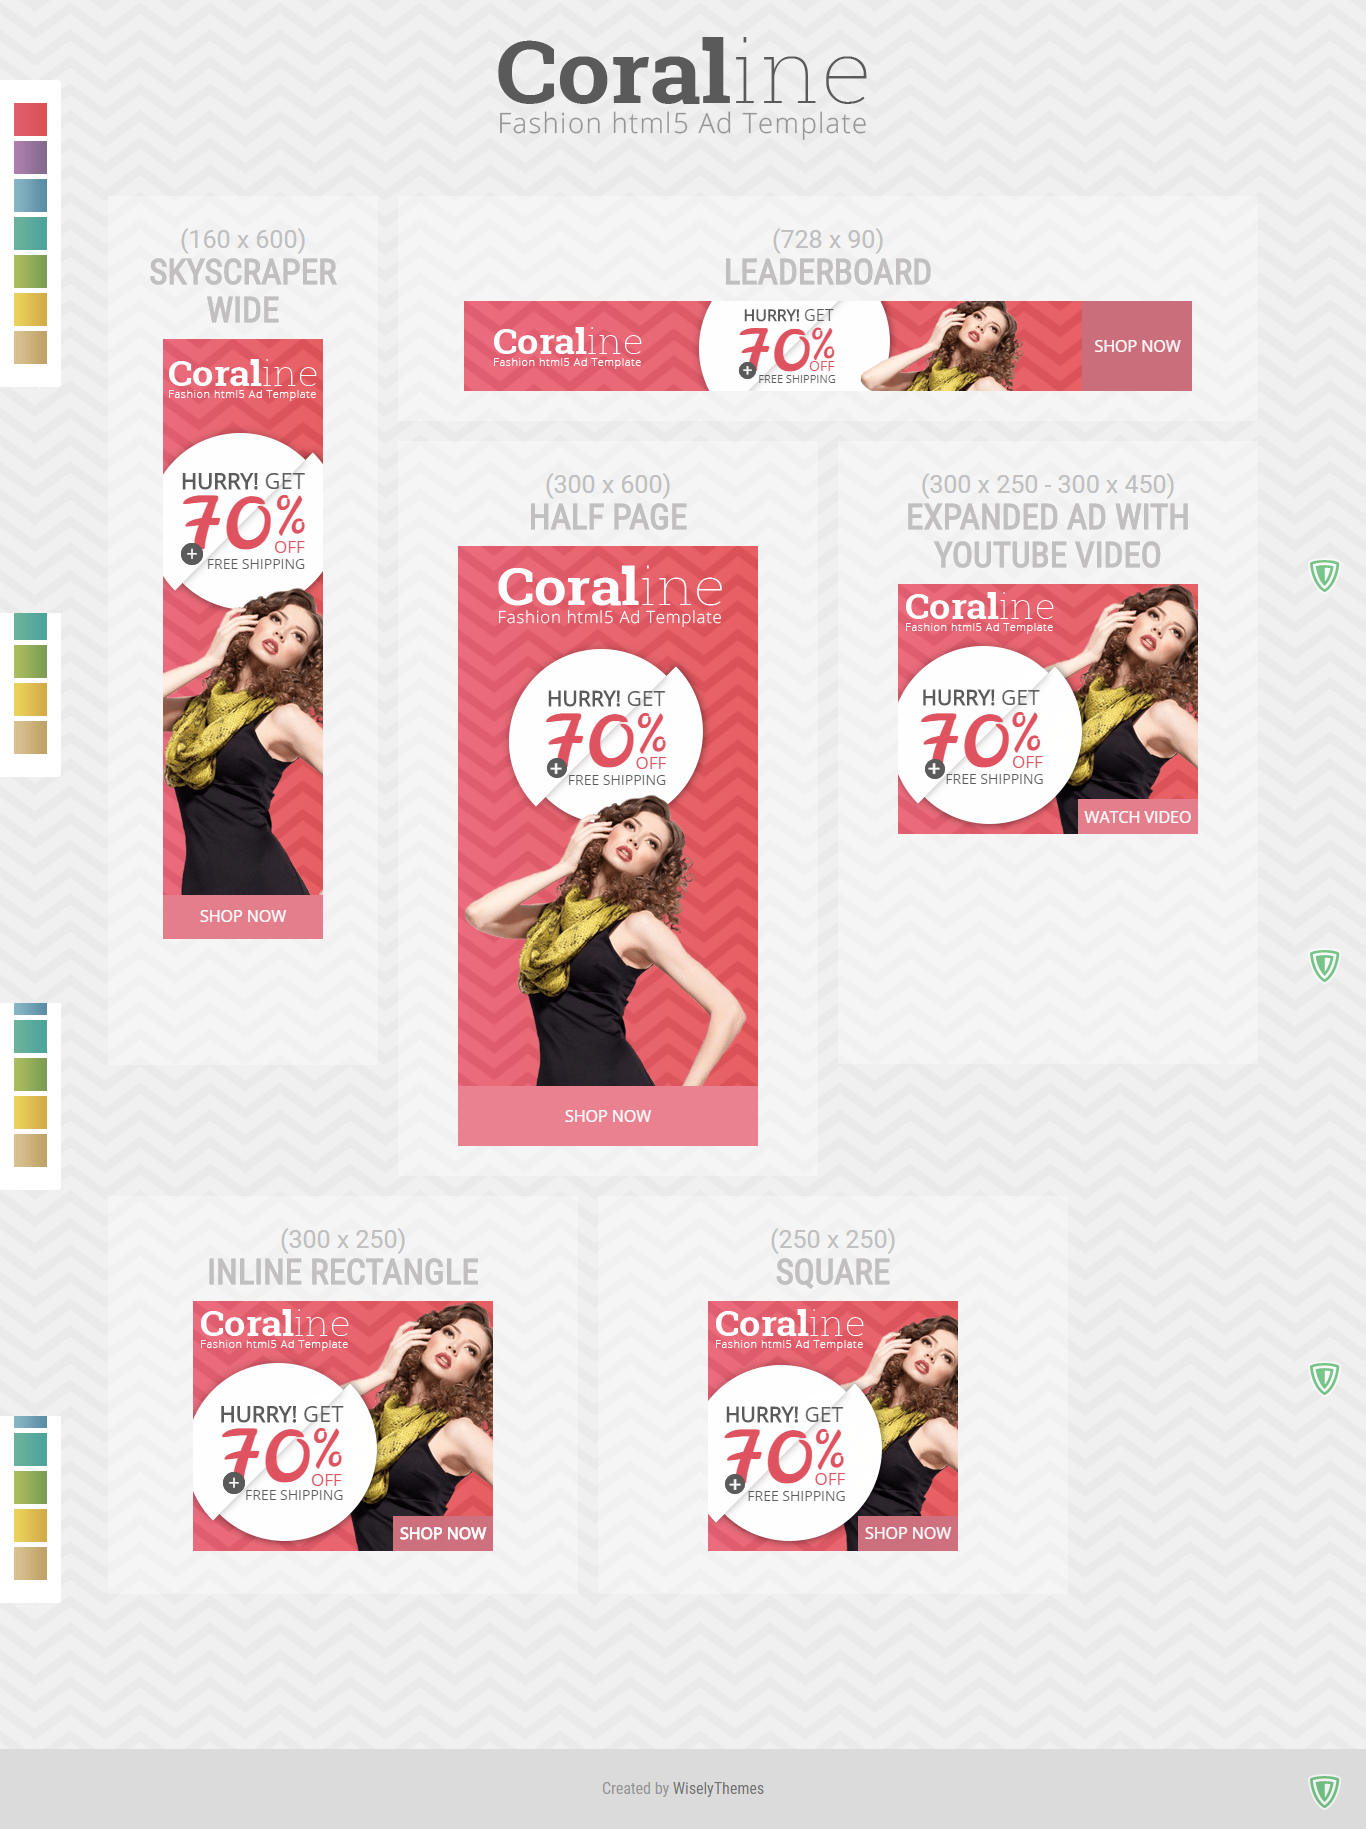 Coraline
Fashion html5 Ad Template
(160 x 600)
SKYSCRAPER
WIDE
Coraline
Fashion html5 Ad Template
HURRY! GET
70%
OFF
+
FREE SHIPPING
SHOP NOW
(728 x 90)
LEADERBOARD
Coraline
Fashion html5 Ad Template
HURRY! GET
70%
OFF
+
FREE SHIPPING
SHOP NOW
(300 x 600)
HALF PAGE
Coraline
Fashion html5 Ad Template
HURRY! GET
70%
OFF
+
FREE SHIPPING
SHOP NOW
(300 x 250 - 300 x 450)
EXPANDED AD WITH
YOUTUBE VIDEO
Coraline
Fashion html5 Ad Template
HURRY! GET
70%
OFF
+
FREE SHIPPING
WATCH VIDEO
(300 x 250)
INLINE RECTANGLE
Coraline
Fashion html5 Ad Template
HURRY! GET
70%
OFF
+
FREE SHIPPING
SHOP NOW
(250 x 250)
SQUARE
Coraline
Fashion html5 Ad Template
HURRY! GET
70%
OFF
+
FREE SHIPPING
SHOP NOW
Created by WiselyThemes